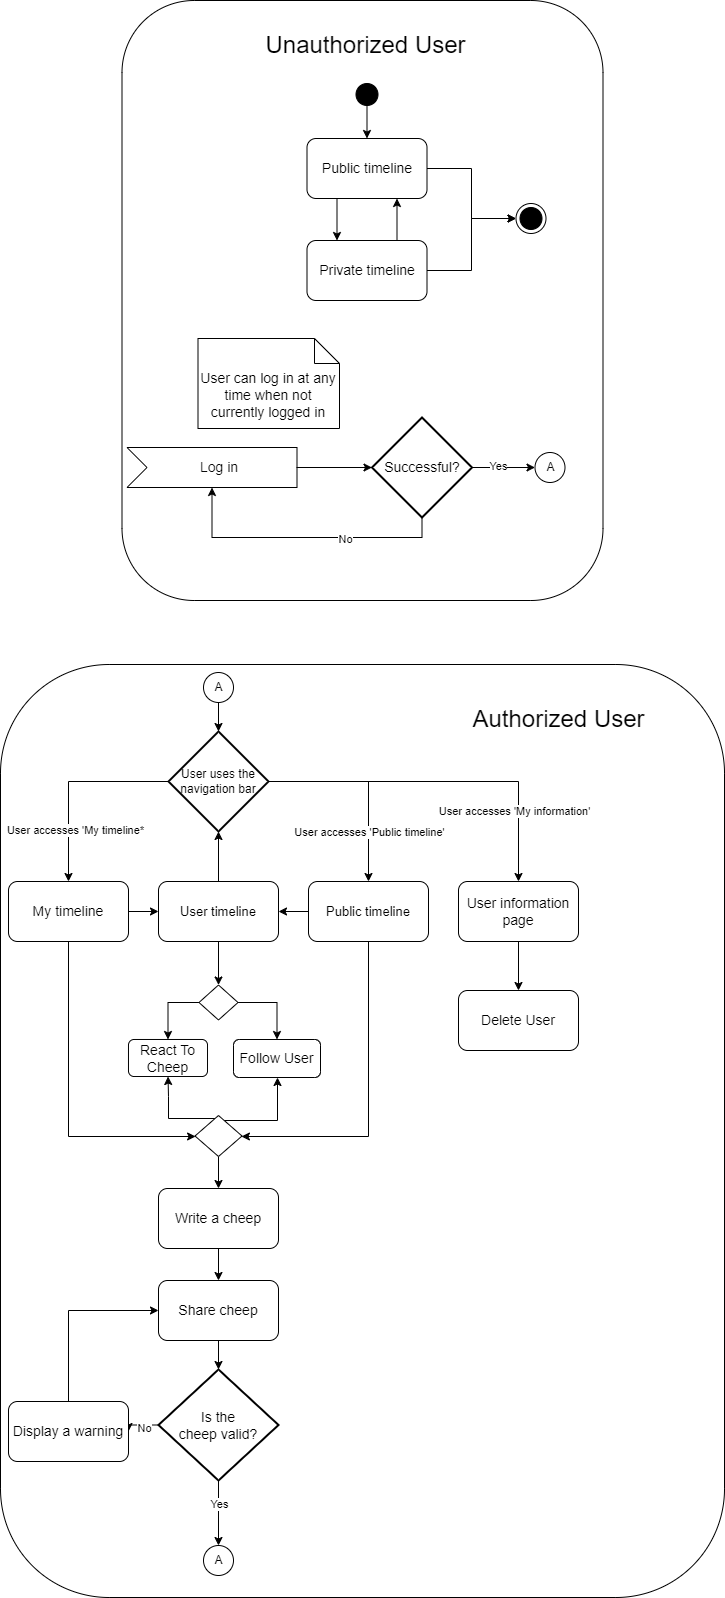 Unauthorized User
Public timeline
Private timeline
User can log in at any
time when not
currently logged in
Log in
Successful?
Yes
A
No
A
Authorized User
User uses the
navigation bar
User accesses 'My information'
User accesses 'My timeline*
User accesses 'Public timeline'
My timeline
User timeline
Public timeline
User information
page
Delete User
React To
Cheep
Follow User
Write a cheep
Share cheep
Is the
cheep valid?
No
Display a warning
Yes
A